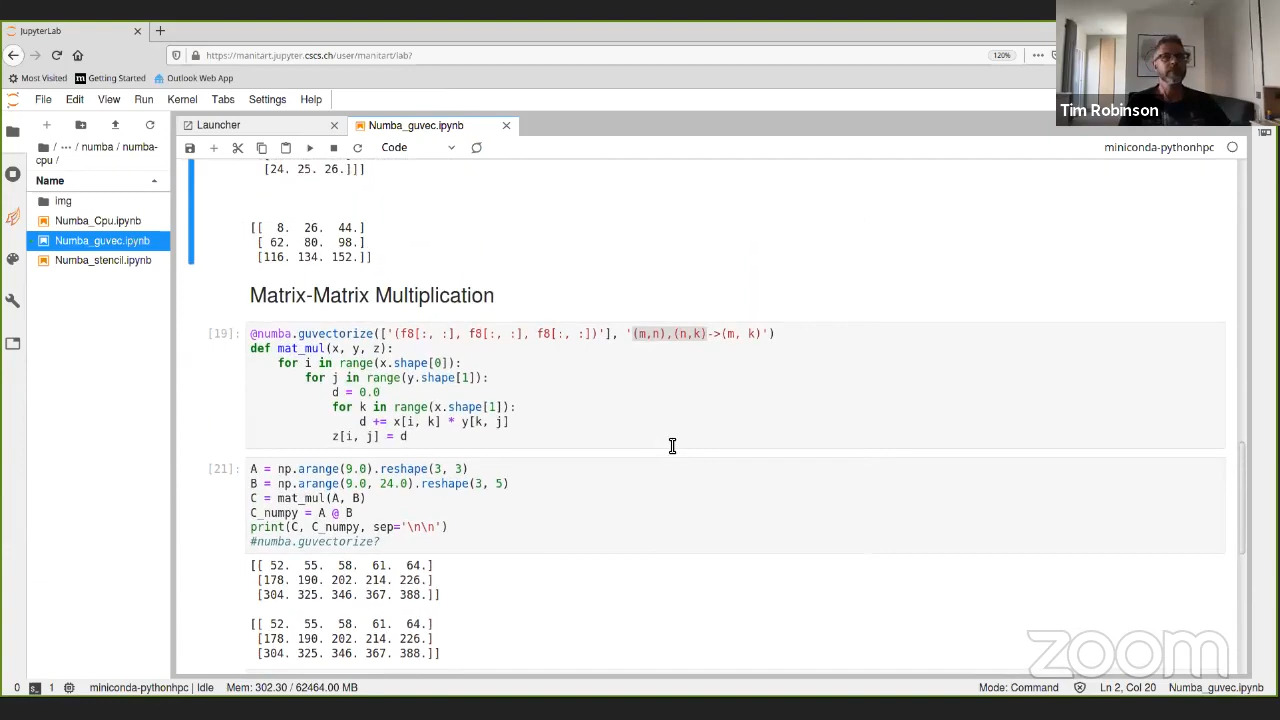 JupyterLab
https://manitart.jupyter.cscs.ch/user/manitart/lab?
120%
Most Visited
Getting Started
Outlook Web App
Tim Robinson
File Edit View Run Kernel Tabs Settings Help
Launcher
Numba_guvec.ipynb
/ ··· / numba / numba-
cpu /
Code
miniconda-pythonhpc
Name
img
Numba_Cpu.ipynb
Numba_guvec.ipynb
Numba_stencil.ipynb
[24. 25. 26.]]]
[[  8.  26.  44.]
[ 62.  80.  98.]
[116. 134. 152.]]
Matrix-Matrix Multiplication
[19]:
@numba.guvectorize(['(f8[:, :], f8[:, :], f8[:, :])'], '(m,n),(n,k)->(m, k)')
def mat_mul(x, y, z):
for i in range(x.shape[0]):
for j in range(y.shape[1]):
d = 0.0
for k in range(x.shape[1]):
d += x[i, k] * y[k, j]
z[i, j] = d
[21]:
A = np.arange(9.0).reshape(3, 3)
B = np.arange(9.0, 24.0).reshape(3, 5)
C = mat_mul(A, B)
C_numpy = A @ B
print(C, C_numpy, sep='\n\n')
#numba.guvectorize?
[[ 52.  55.  58.  61.  64.]
[178. 190. 202. 214. 226.]
[304. 325. 346. 367. 388.]]
[[ 52.  55.  58.  61.  64.]
[178. 190. 202. 214. 226.]
[304. 325. 346. 367. 388.]]
zoom
0
1
miniconda-pythonhpc | Idle
Mem: 302.30 / 62464.00 MB
Mode: Command
Ln 2, Col 20
Numba_guvec.ipynb